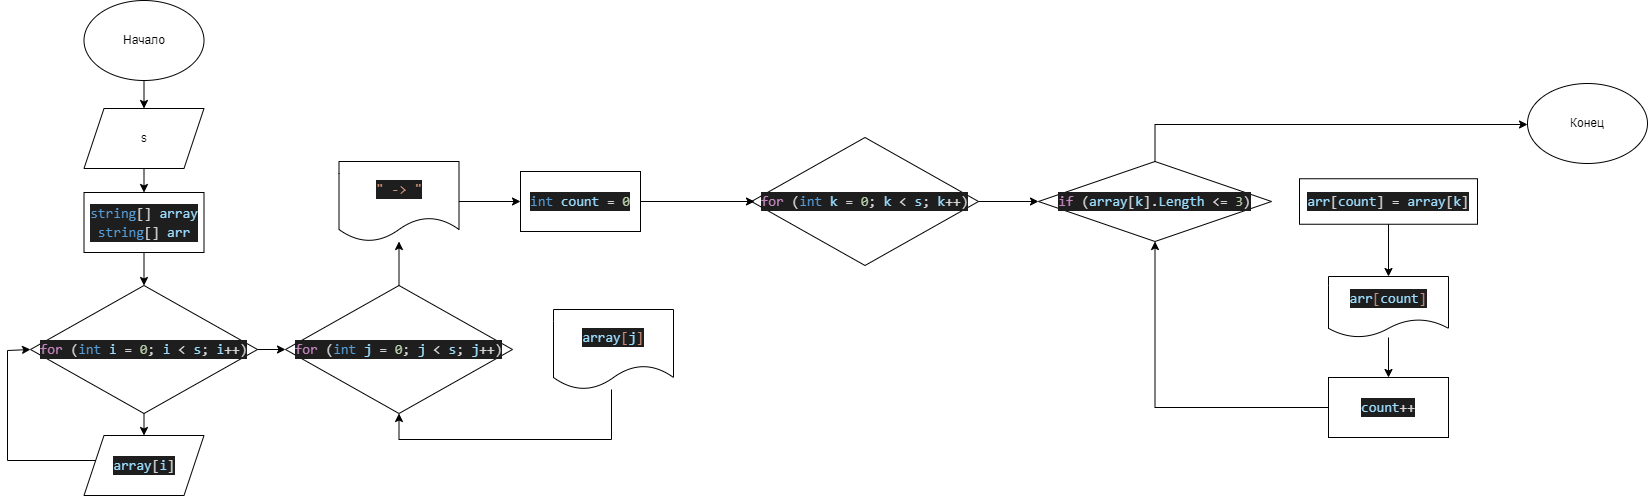 Начало
s
string[] array
string[] arr
for (int i = 0; i < s; i++)
array[i]
for (int j = 0; j < s; j++)
array[j]
" -> "
int count = 0
for (int k = 0; k < s; k++)
if (array[k].Length <= 3)
arr[count] = array[k]
arr[count]
count++
Конец